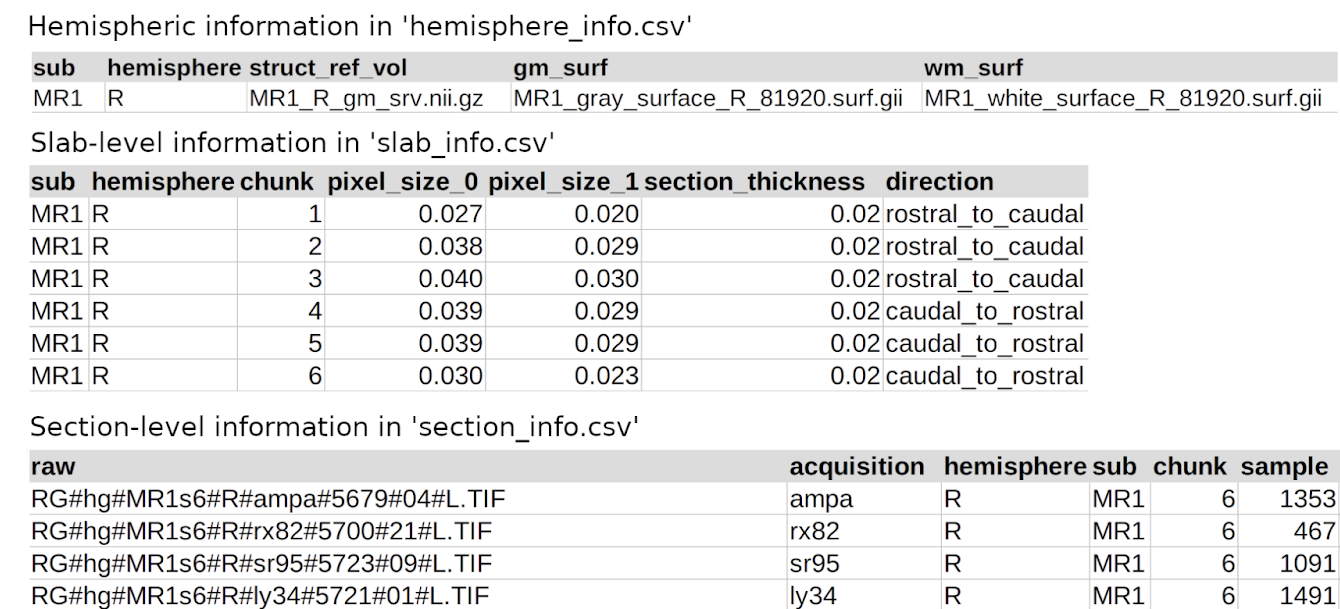 Hemispheric information in 'hemisphere_info.csv'
sub hemisphere struct_ref_vol gm_surf wm_surf
MR1 R MR1_R_gm_srv.nii.gz MR1_gray_surface_R_81920.surf.gii MR1_white_surface_R_81920.surf.gii
Slab-level information in 'slab_info.csv'
sub hemisphere chunk pixel_size_0 pixel_size_1 section_thickness direction
MR1 R 1 0.027 0.020 0.02 rostral_to_caudal
MR1 R 2 0.038 0.029 0.02 rostral_to_caudal
MR1 R 3 0.040 0.030 0.02 rostral_to_caudal
MR1 R 4 0.039 0.029 0.02 caudal_to_rostral
MR1 R 5 0.039 0.029 0.02 caudal_to_rostral
MR1 R 6 0.030 0.023 0.02 caudal_to_rostral
Section-level information in 'section_info.csv'
raw acquisition hemisphere sub chunk sample
RG#hg#MR1s6#R#ampa#5679#04#L.TIF ampa R MR1 6 1353
RG#hg#MR1s6#R#rx82#5700#21#L.TIF rx82 R MR1 6 467
RG#hg#MR1s6#R#sr95#5723#09#L.TIF sr95 R MR1 6 1091
RG#hg#MR1s6#R#ly34#5721#01#L.TIF ly34 R MR1 6 1491